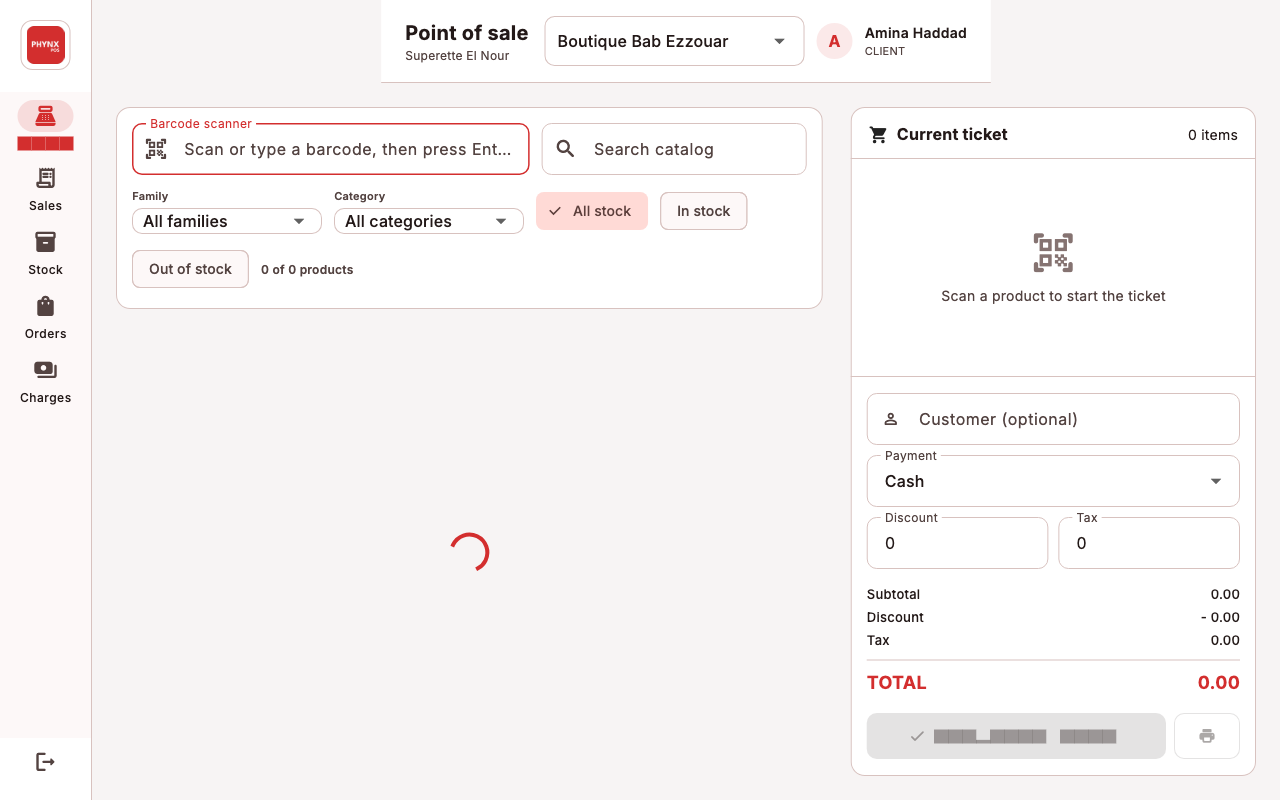 PHYNX
POS
Point of sale
Superette El Nour
Boutique Bab Ezzouar
A
Amina Haddad
CLIENT
Sales
Stock
Orders
Charges
Barcode scanner
Scan or type a barcode, then press Ent...
Search catalog
Family
All families
Category
All categories
All stock
In stock
Out of stock
0 of 0 products
Current ticket
0 items
Scan a product to start the ticket
Customer (optional)
Payment
Cash
Discount
0
Tax
0
Subtotal
0.00
Discount
- 0.00
Tax
0.00
TOTAL
0.00